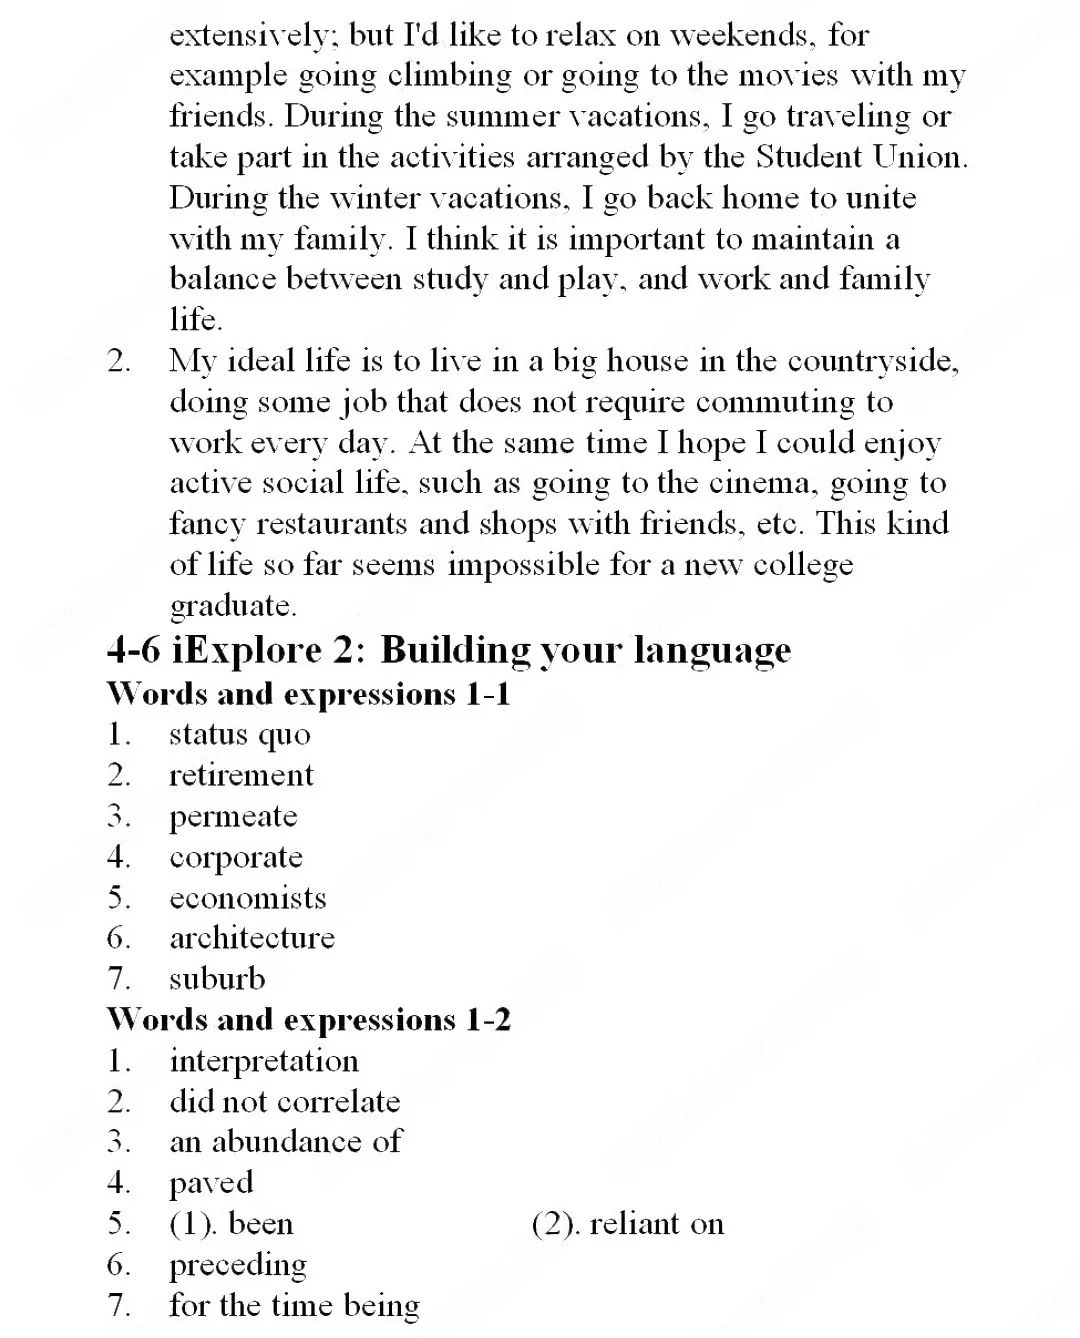 extensively; but I'd like to relax on weekends, for
example going climbing or going to the movies with my
friends. During the summer vacations, I go traveling or
take part in the activities arranged by the Student Union.
During the winter vacations, I go back home to unite
with my family. I think it is important to maintain a
balance between study and play, and work and family
life.
2. My ideal life is to live in a big house in the countryside,
doing some job that does not require commuting to
work every day. At the same time I hope I could enjoy
active social life, such as going to the cinema, going to
fancy restaurants and shops with friends, etc. This kind
of life so far seems impossible for a new college
graduate.
4-6 iExplore 2: Building your language
Words and expressions 1-1
1. status quo
2. retirement
3. permeate
4. corporate
5. economists
6. architecture
7. suburb
Words and expressions 1-2
1. interpretation
2. did not correlate
3. an abundance of
4. paved
5. (1). been (2). reliant on
6. preceding
7. for the time being